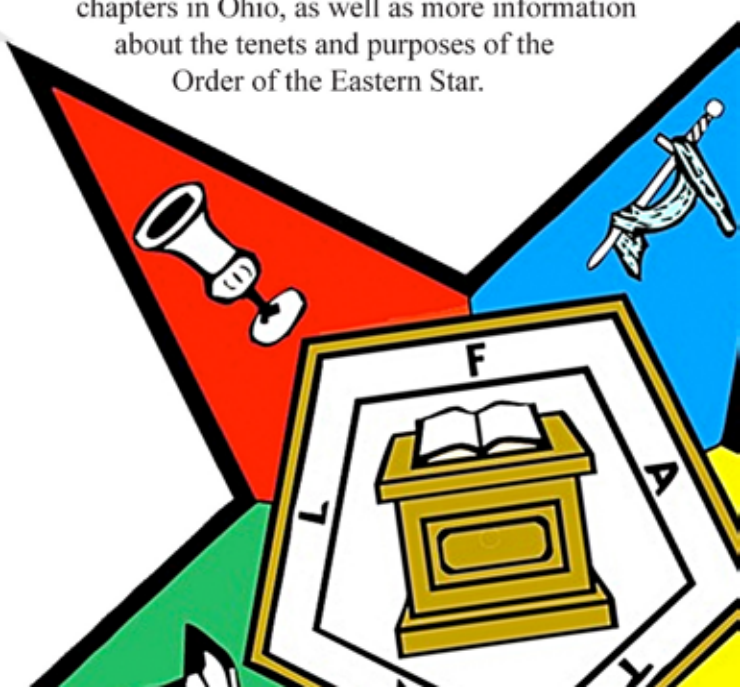 chapters in Ohio, as well as more information
about the tenets and purposes of the
Order of the Eastern Star.
F
A
L
T